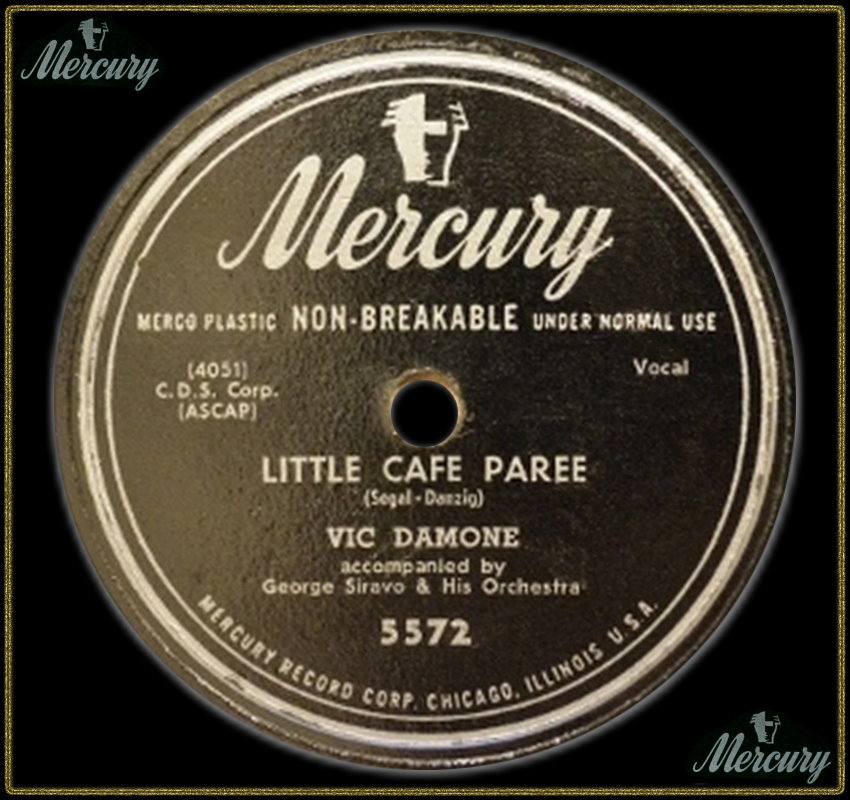 Mercury
Mercury
MERCO PLASTIC NON-BREAKABLE UNDER NORMAL USE
(4051)
C.D.S. Corp.
(ASCAP)
Vocal
LITTLE CAFE PAREE
(Segal-Danzig)
VIC DAMONE
accompanied by
George Siravo & His Orchestra
5572
MERCURY RECORD CORP. CHICAGO, ILLINOIS U.S.A.
Mercury